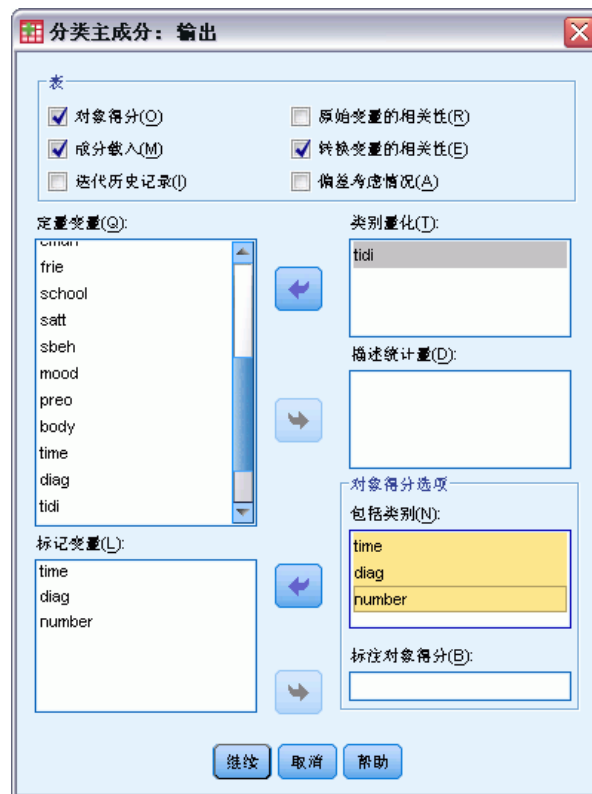 分类主成分：输出
表
对象得分(O)
原始变量的相关性(R)
成分载入(M)
转换变量的相关性(E)
迭代历史记录(I)
偏差考虑情况(A)
定量变量(Q):
类别量化(T):
frie
school
satt
sbeh
mood
preo
body
time
diag
tidi
tidi
描述统计量(D):
对象得分选项
包括类别(N):
time
diag
number
标记变量(L):
time
diag
number
标注对象得分(B):
继续
取消
帮助